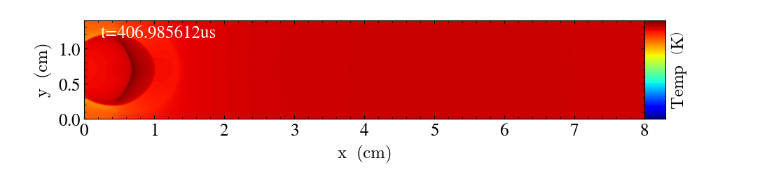 t=406.985612us
1.0
0.5
0.0
y (cm)
0 1 2 3 4 5 6 7 8
x (cm)
Temp (K)